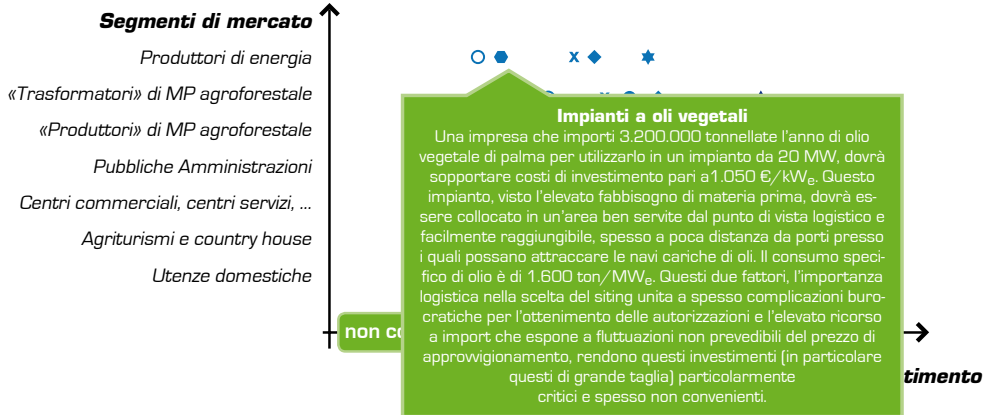 Segmenti di mercato
Produttori di energia
«Trasformatori» di MP agroforestale
«Produttori» di MP agroforestale
Pubbliche Amministrazioni
Centri commerciali, centri servizi, ...
Agriturismi e country house
Utenze domestiche
x
Impianti a oli vegetali
Una impresa che importi 3.200.000 tonnellate l'anno di olio
vegetale di palma per utilizzarlo in un impianto da 20 MW, dovrà
sopportare costi di investimento pari a1.050 €/kWe. Questo
impianto, visto l'elevato fabbisogno di materia prima, dovrà es-
sere collocato in un'area ben servite dal punto di vista logistico e
facilmente raggiungibile, spesso a poca distanza da porti presso
i quali possano attraccare le navi cariche di oli. Il consumo speci-
fico di olio è di 1.600 ton/MWe. Questi due fattori, l'importanza
logistica nella scelta del siting unita a spesso complicazioni buro-
cratiche per l'ottenimento delle autorizzazioni e l'elevato ricorso
a import che espone a fluttuazioni non prevedibili del prezzo di
approvvigionamento, rendono questi investimenti (in particolare
questi di grande taglia) particolarmente
critici e spesso non convenienti.
non
timento